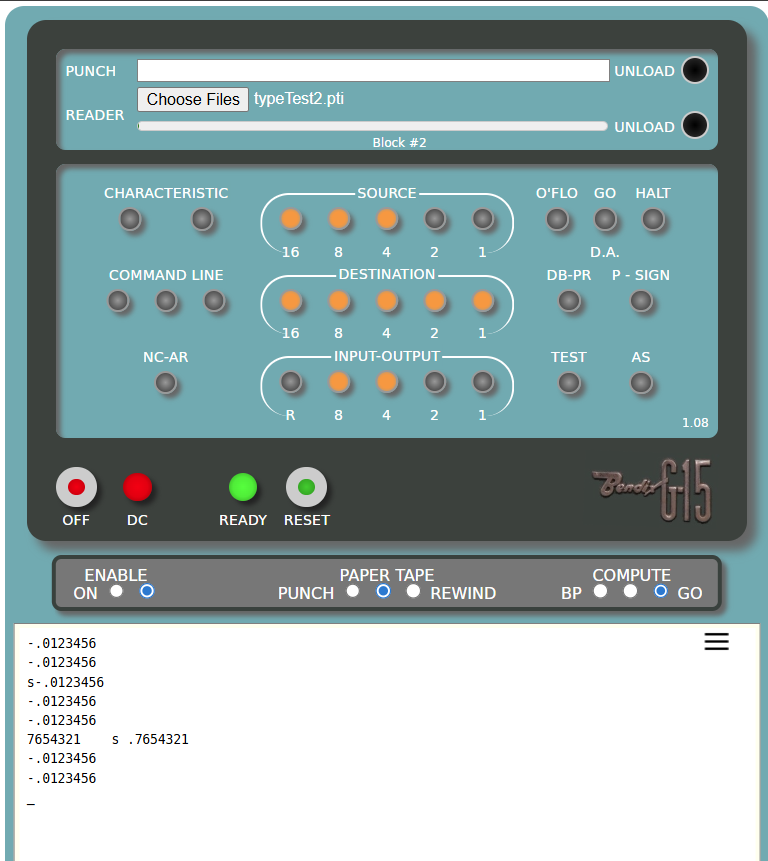 PUNCH UNLOAD
Choose Files typeTest2.pti
READER
UNLOAD
Block #2
CHARACTERISTIC SOURCE O'FLO GO HALT
16 8 4 2 1 D.A.
COMMAND LINE DESTINATION DB-PR P - SIGN
16 8 4 2 1
NC-AR INPUT-OUTPUT TEST AS
R 8 4 2 1
1.08
Bendix G-15
OFF DC READY RESET
ENABLE PAPER TAPE COMPUTE
ON PUNCH REWIND BP GO
-.0123456
-.0123456
s-.0123456
-.0123456
-.0123456
7654321    s .7654321
-.0123456
-.0123456
_